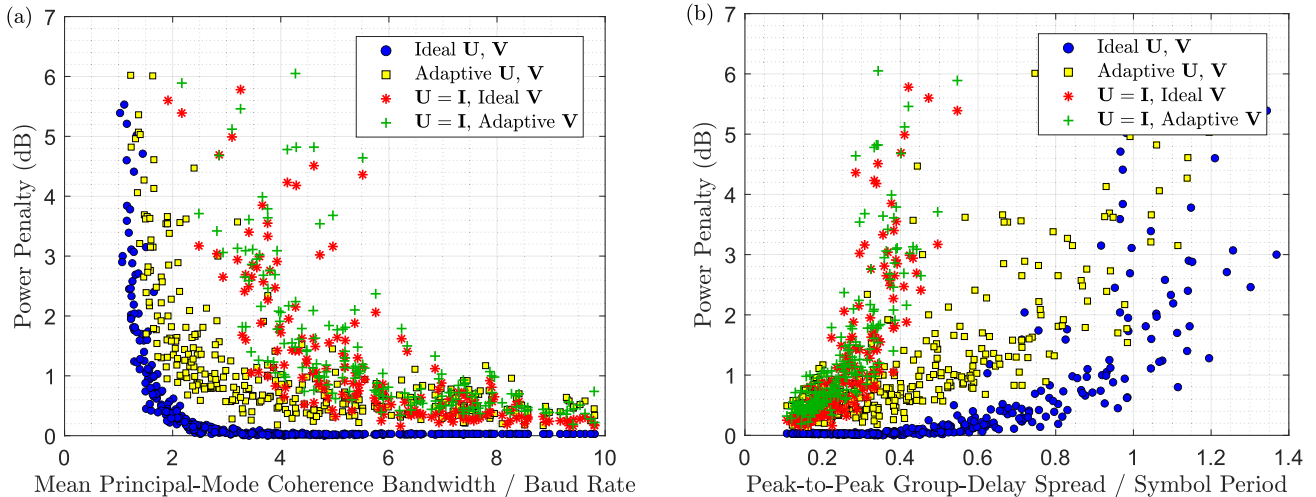 (a)
7
6
5
4
3
2
1
0
Power Penalty (dB)
Ideal U, V
Adaptive U, V
U = I, Ideal V
U = I, Adaptive V
0 2 4 6 8 10
Mean Principal-Mode Coherence Bandwidth / Baud Rate
(b)
7
6
5
4
3
2
1
0
Power Penalty (dB)
Ideal U, V
Adaptive U, V
U = I, Ideal V
U = I, Adaptive V
0 0.2 0.4 0.6 0.8 1 1.2 1.4
Peak-to-Peak Group-Delay Spread / Symbol Period